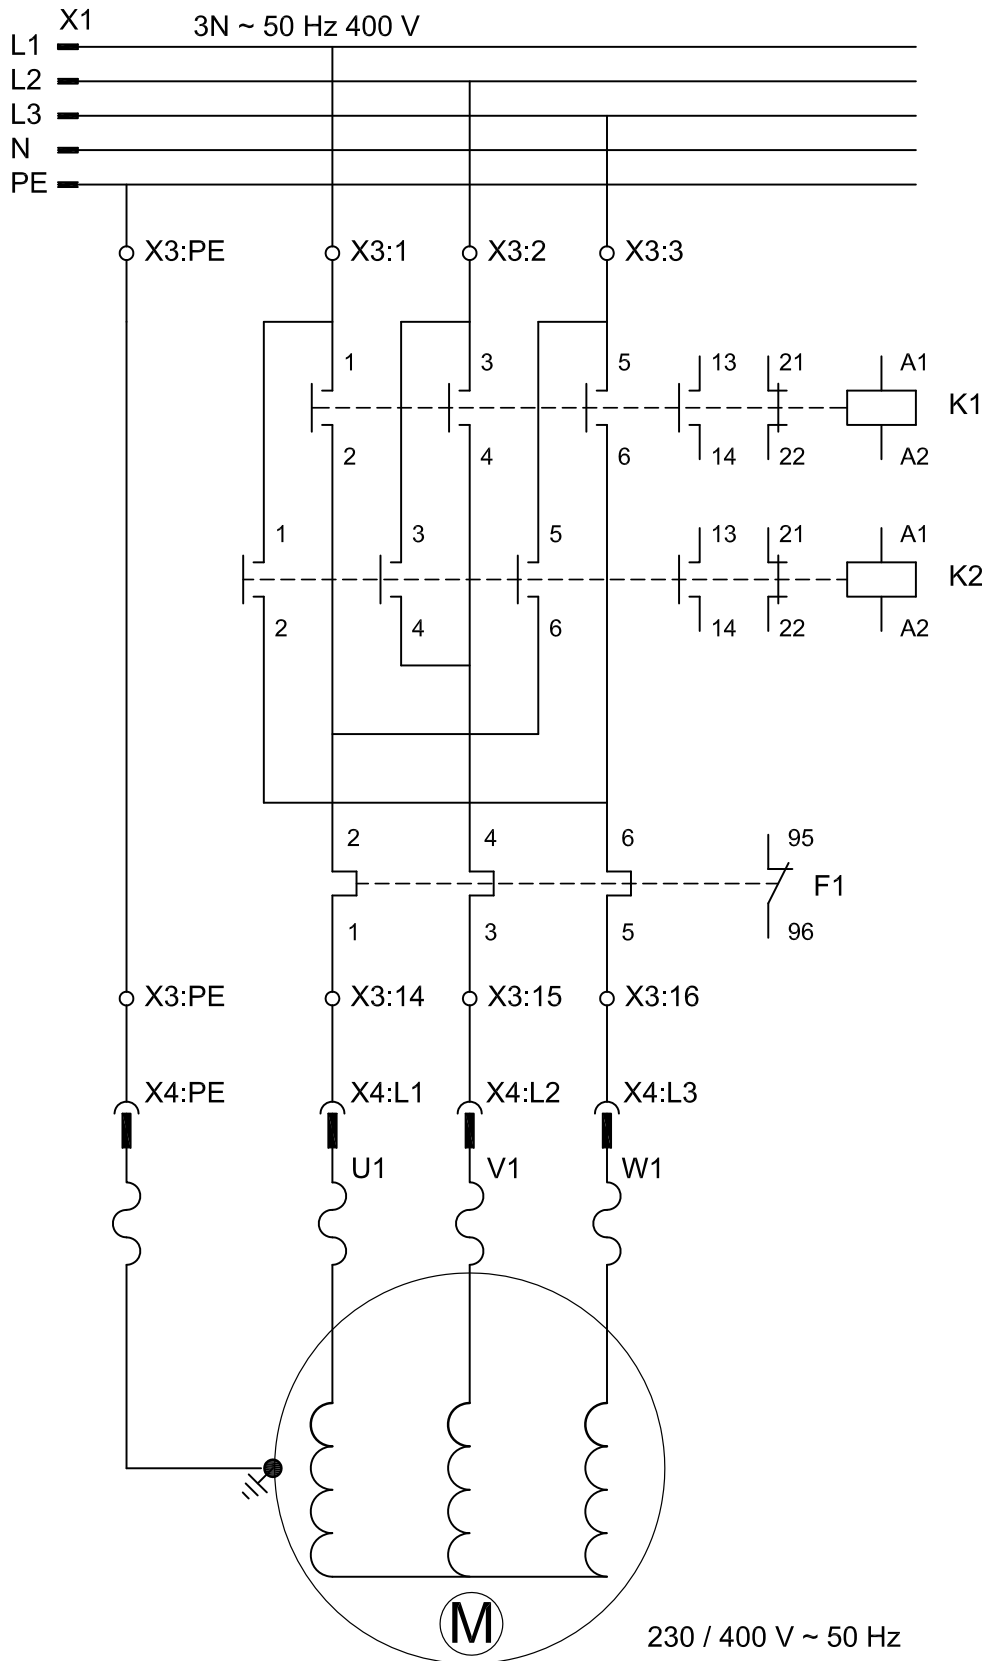 X1
3N ~ 50 Hz 400 V
L1
L2
L3
N
PE
X3:PE X3:1 X3:2 X3:3
1 3 5 13 21 A1
K1
2 4 6 14 22 A2
1 3 5 13 21 A1
K2
2 4 6 14 22 A2
2 4 6 95
F1
1 3 5 96
X3:PE X3:14 X3:15 X3:16
X4:PE X4:L1 X4:L2 X4:L3
U1 V1 W1
M
230 / 400 V ~ 50 Hz